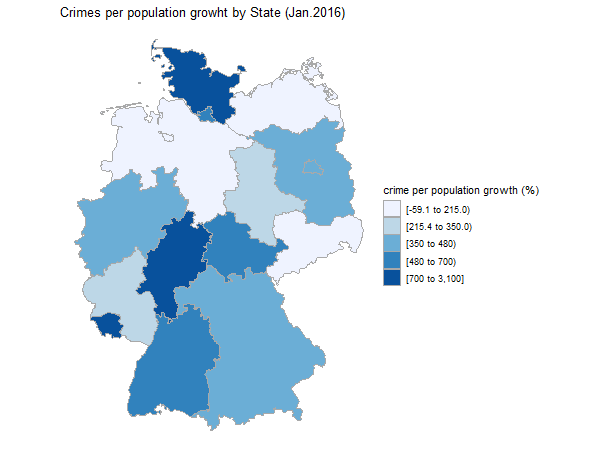 Crimes per population growht by State (Jan.2016)
crime per population growth (%)
[-59.1 to 215.0)
[215.4 to 350.0)
[350 to 480)
[480 to 700)
[700 to 3,100]